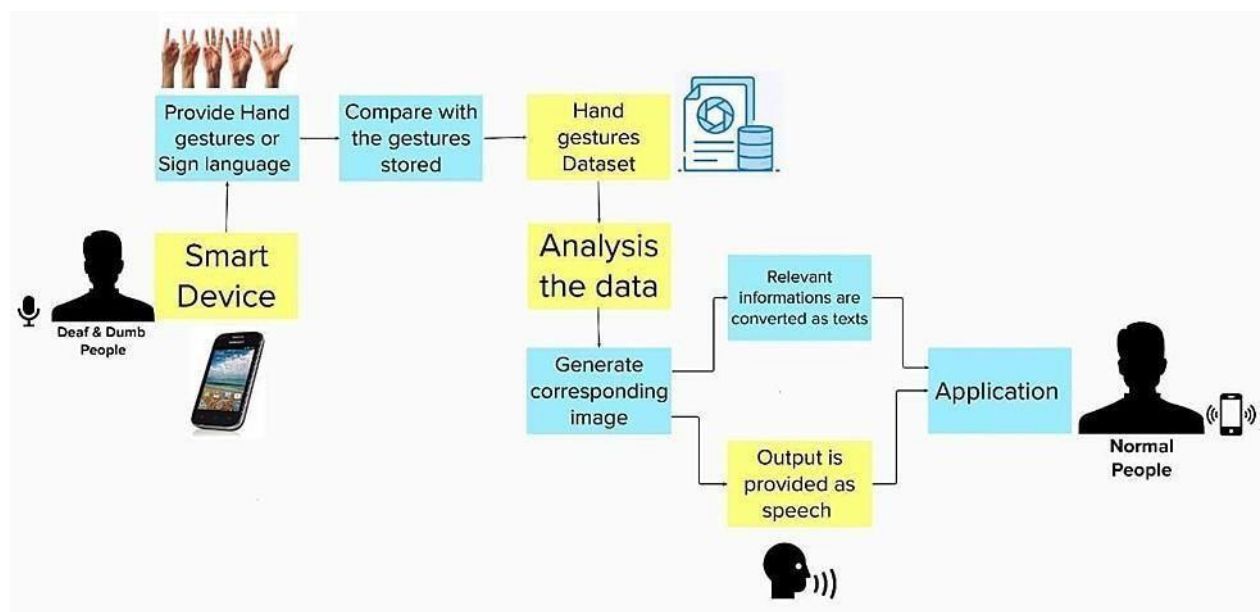 Provide Hand
gestures or
Sign language
Compare with
the gestures
stored
Hand
gestures
Dataset
Smart
Device
Deaf & Dumb
People
Analysis
the data
Relevant
informations are
converted as texts
Generate
corresponding
image
Application
Normal
People
Output is
provided as
speech